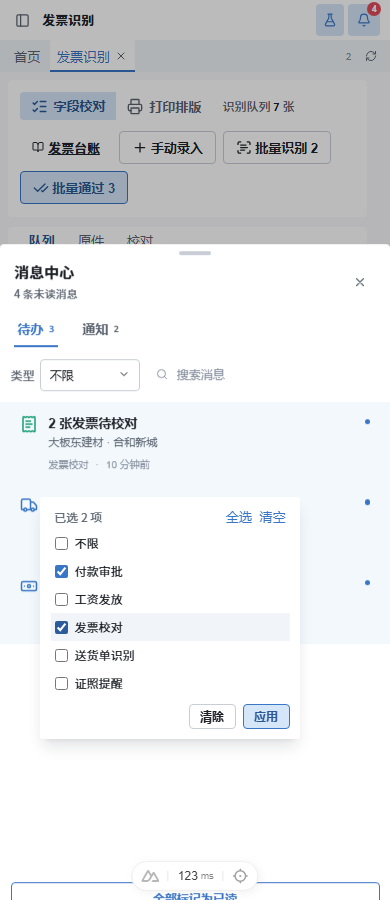 发票识别
4
首页 发票识别
2
字段校对 打印排版 识别队列 7 张
发票台账 手动录入 批量识别 2
批量通过 3
队列 原件 校对
消息中心
4 条未读消息
待办 3 通知 2
类型 不限 搜索消息
2 张发票待校对
大板东建材 · 合和新城
发票校对 · 10 分钟前
已选 2 项 全选 清空
不限
付款审批
工资发放
发票校对
送货单识别
证照提醒
清除 应用
123 ms
全部标记为已读